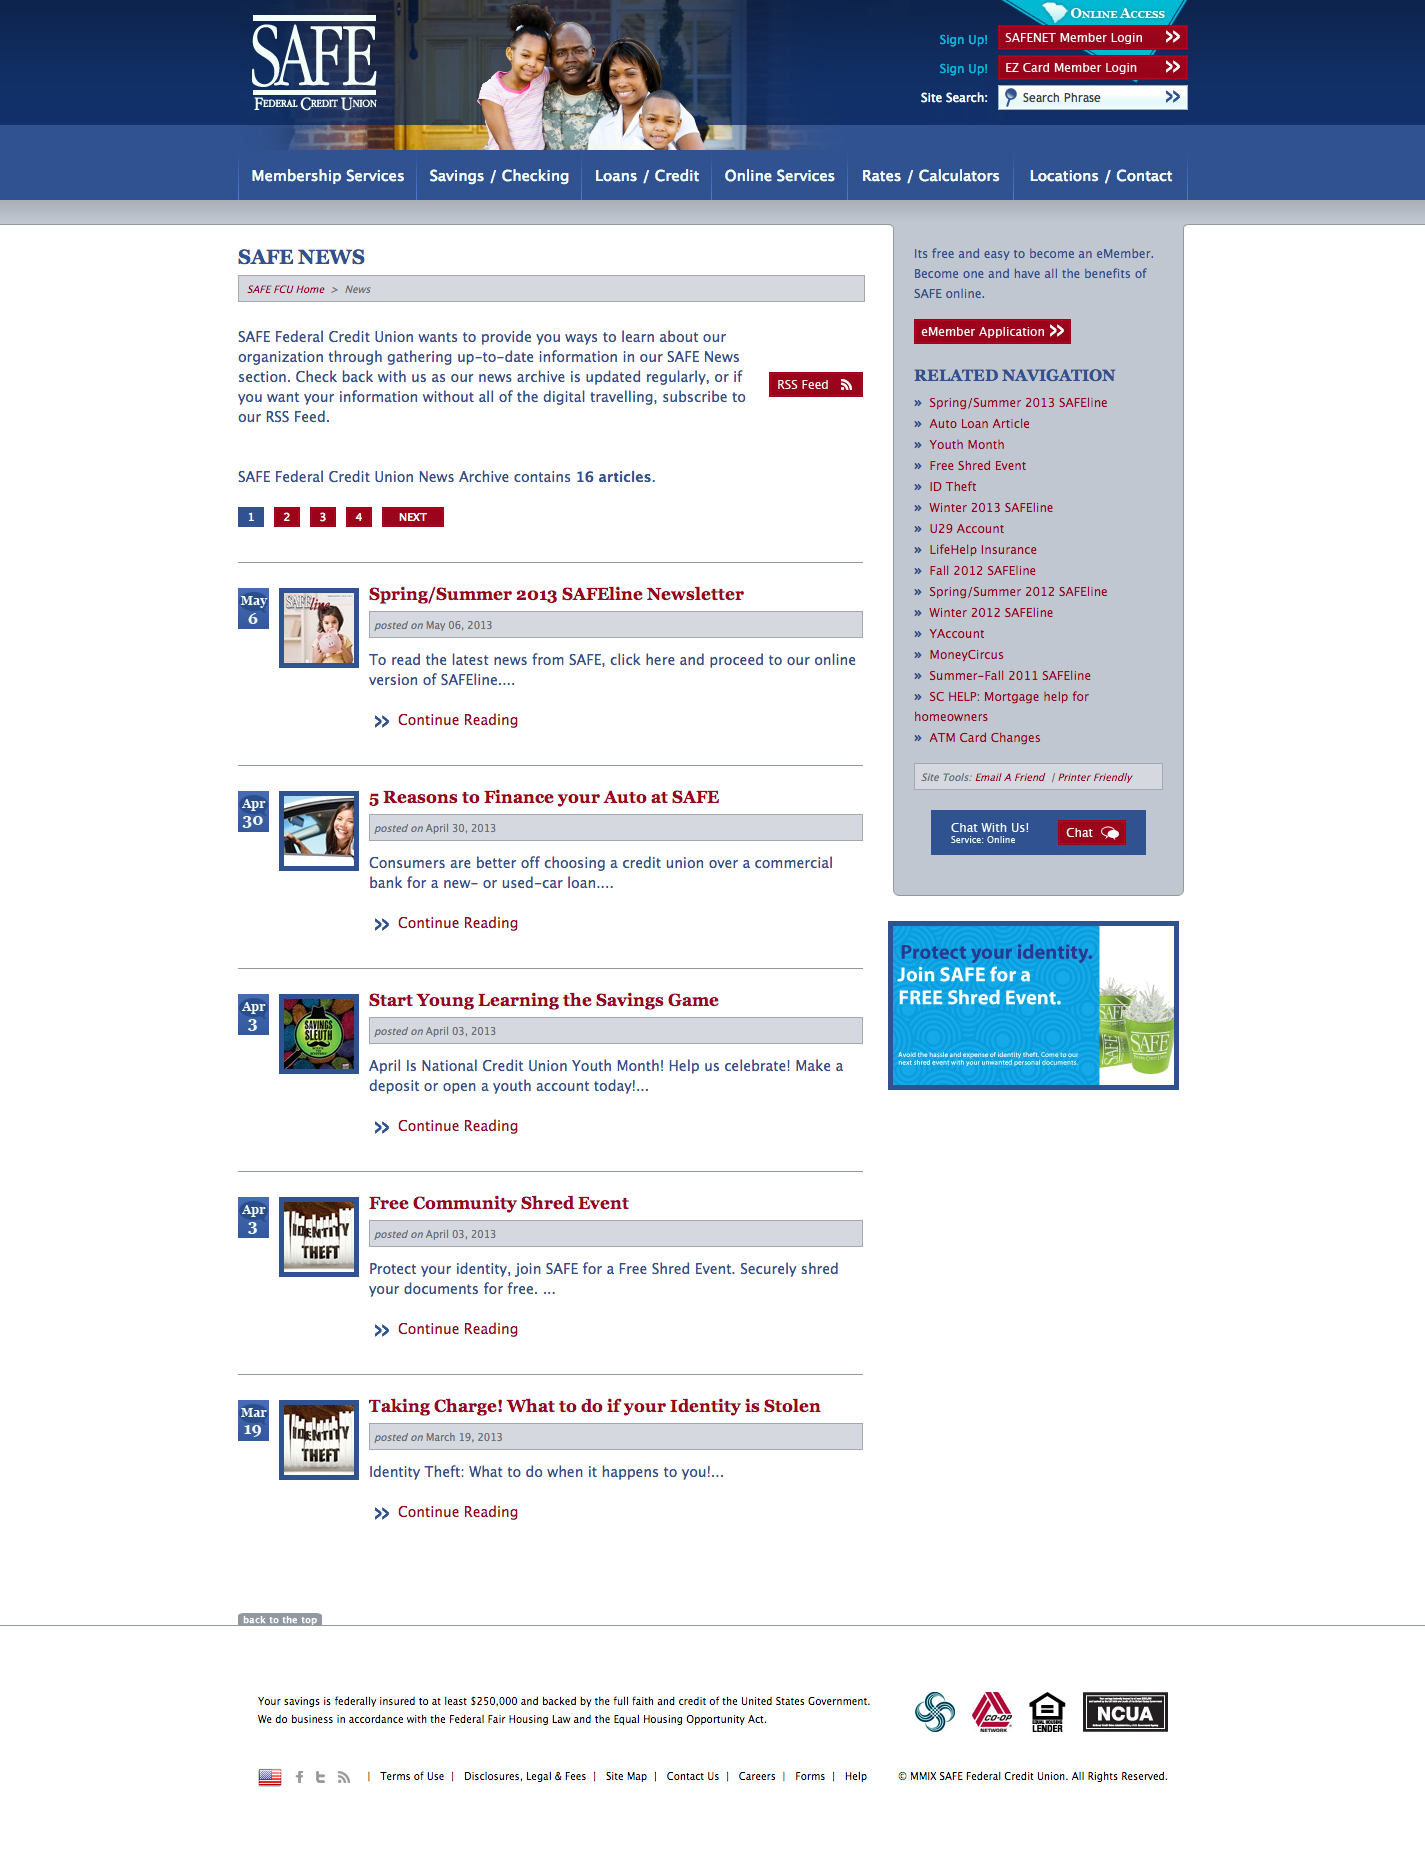 SAFE
FEDERAL CREDIT UNION
ONLINE ACCESS
Sign Up!
SAFENET Member Login
Sign Up!
EZ Card Member Login
Site Search:
Search Phrase
Membership Services
Savings / Checking
Loans / Credit
Online Services
Rates / Calculators
Locations / Contact
SAFE NEWS
SAFE FCU Home > News
SAFE Federal Credit Union wants to provide you ways to learn about our
organization through gathering up-to-date information in our SAFE News
section. Check back with us as our news archive is updated regularly, or if
you want your information without all of the digital travelling, subscribe to
our RSS Feed.
RSS Feed
SAFE Federal Credit Union News Archive contains 16 articles.
1 2 3 4 NEXT
May
6
SAFEline
Spring/Summer 2013 SAFEline Newsletter
posted on May 06, 2013
To read the latest news from SAFE, click here and proceed to our online
version of SAFEline....
» Continue Reading
Apr
30
5 Reasons to Finance your Auto at SAFE
posted on April 30, 2013
Consumers are better off choosing a credit union over a commercial
bank for a new- or used-car loan....
» Continue Reading
Apr
3
SAVINGS
SLEUTH
Start Young Learning the Savings Game
posted on April 03, 2013
April Is National Credit Union Youth Month! Help us celebrate! Make a
deposit or open a youth account today!...
» Continue Reading
Apr
3
IDENTITY
THEFT
Free Community Shred Event
posted on April 03, 2013
Protect your identity, join SAFE for a Free Shred Event. Securely shred
your documents for free. ...
» Continue Reading
Mar
19
IDENTITY
THEFT
Taking Charge! What to do if your Identity is Stolen
posted on March 19, 2013
Identity Theft: What to do when it happens to you!...
» Continue Reading
Its free and easy to become an eMember.
Become one and have all the benefits of
SAFE online.
eMember Application »
RELATED NAVIGATION
» Spring/Summer 2013 SAFEline
» Auto Loan Article
» Youth Month
» Free Shred Event
» ID Theft
» Winter 2013 SAFEline
» U29 Account
» LifeHelp Insurance
» Fall 2012 SAFEline
» Spring/Summer 2012 SAFEline
» Winter 2012 SAFEline
» YAccount
» MoneyCircus
» Summer-Fall 2011 SAFEline
» SC HELP: Mortgage help for
homeowners
» ATM Card Changes
Site Tools: Email A Friend | Printer Friendly
Chat With Us!
Service: Online
Chat
Protect your identity.
Join SAFE for a
FREE Shred Event.
Avoid the hassle and expense of identity theft. Come to our
next shred event with your unwanted personal documents.
SAFE
SAFE
SAFE
back to the top
Your savings is federally insured to at least $250,000 and backed by the full faith and credit of the United States Government.
We do business in accordance with the Federal Fair Housing Law and the Equal Housing Opportunity Act.
CO-OP
NETWORK
EQUAL HOUSING
LENDER
NCUA
| Terms of Use | Disclosures, Legal & Fees | Site Map | Contact Us | Careers | Forms | Help
© MMIX SAFE Federal Credit Union. All Rights Reserved.